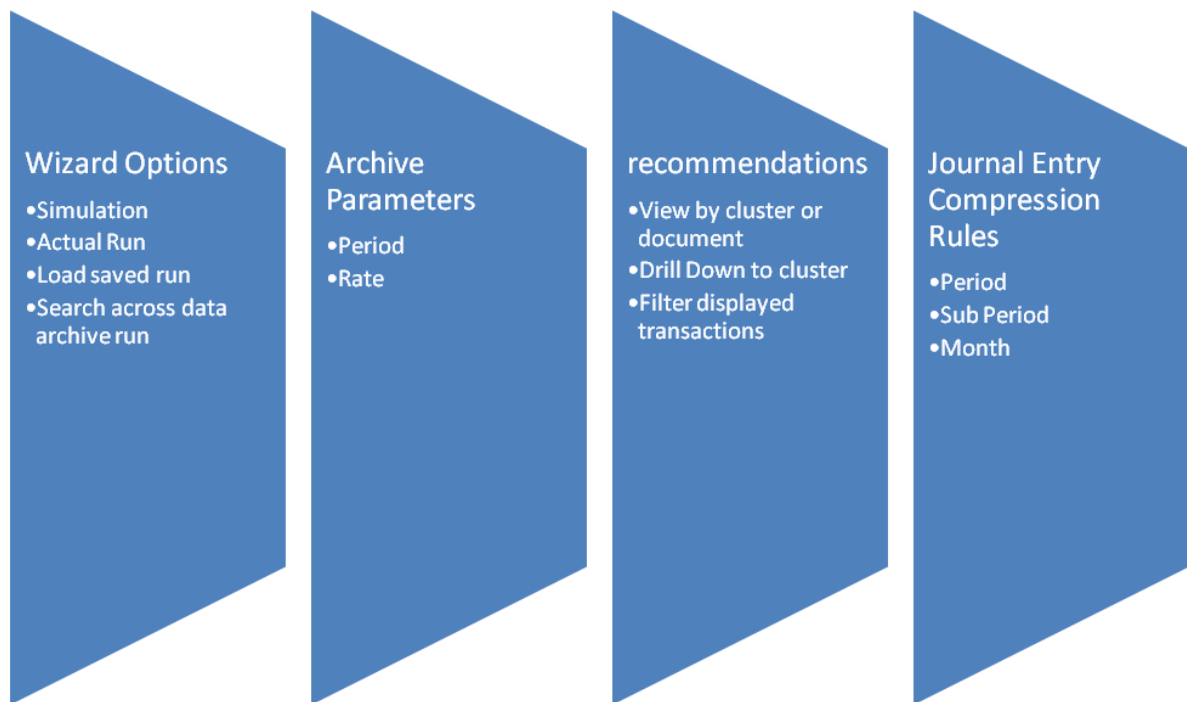 Wizard Options
•Simulation
•Actual Run
•Load saved run
•Search across data
archive run
Archive
Parameters
•Period
•Rate
recommendations
•View by cluster or
document
•Drill Down to cluster
•Filter displayed
transactions
Journal Entry
Compression
Rules
•Period
•Sub Period
•Month